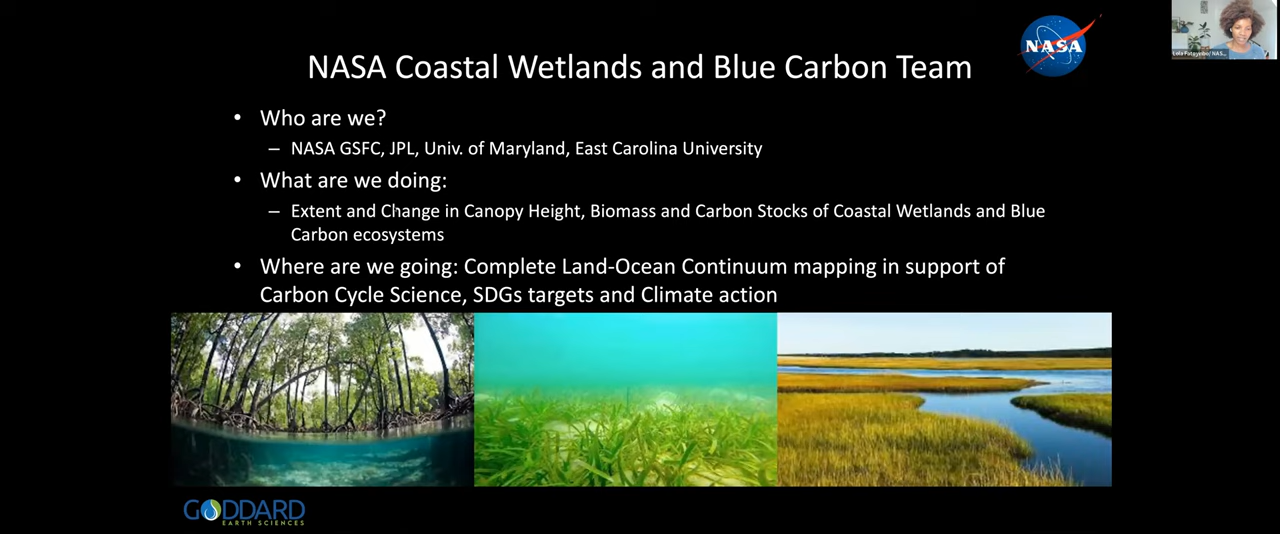 NASA Coastal Wetlands and Blue Carbon Team
NASA
• Who are we?
– NASA GSFC, JPL, Univ. of Maryland, East Carolina University
• What are we doing:
– Extent and Change in Canopy Height, Biomass and Carbon Stocks of Coastal Wetlands and Blue
Carbon ecosystems
• Where are we going: Complete Land-Ocean Continuum mapping in support of
Carbon Cycle Science, SDGs targets and Climate action
GODDARD
EARTH SCIENCES